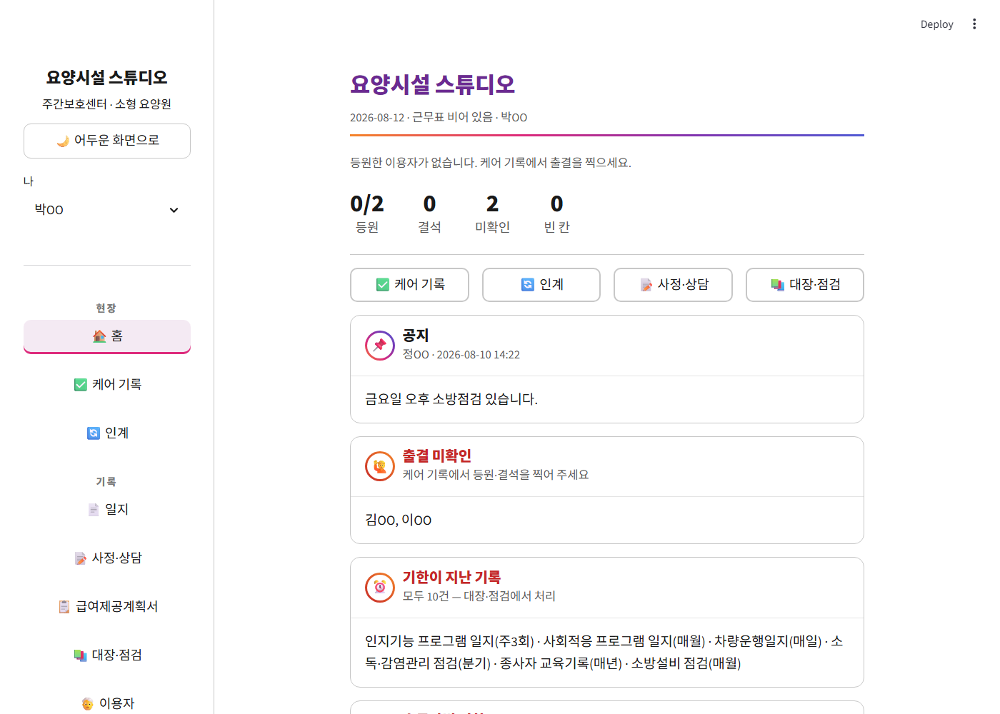 Deploy
요양시설 스튜디오
주간보호센터 · 소형 요양원
어두운 화면으로
나
박OO
현장
홈
케어 기록
인계
기록
일지
사정·상담
급여제공계획서
대장·점검
이용자
요양시설 스튜디오
2026-08-12 · 근무표 비어 있음 · 박OO
등원한 이용자가 없습니다. 케어 기록에서 출결을 찍으세요.
0/2 0 2 0
등원 결석 미확인 빈 칸
케어 기록 인계 사정·상담 대장·점검
공지
정OO · 2026-08-10 14:22
금요일 오후 소방점검 있습니다.
출결 미확인
케어 기록에서 등원·결석을 찍어 주세요
김OO, 이OO
기한이 지난 기록
모두 10건 — 대장·점검에서 처리
인지기능 프로그램 일지(주3회) · 사회적응 프로그램 일지(매월) · 차량운행일지(매일) · 소
독·감염관리 점검(분기) · 종사자 교육기록(매년) · 소방설비 점검(매월)